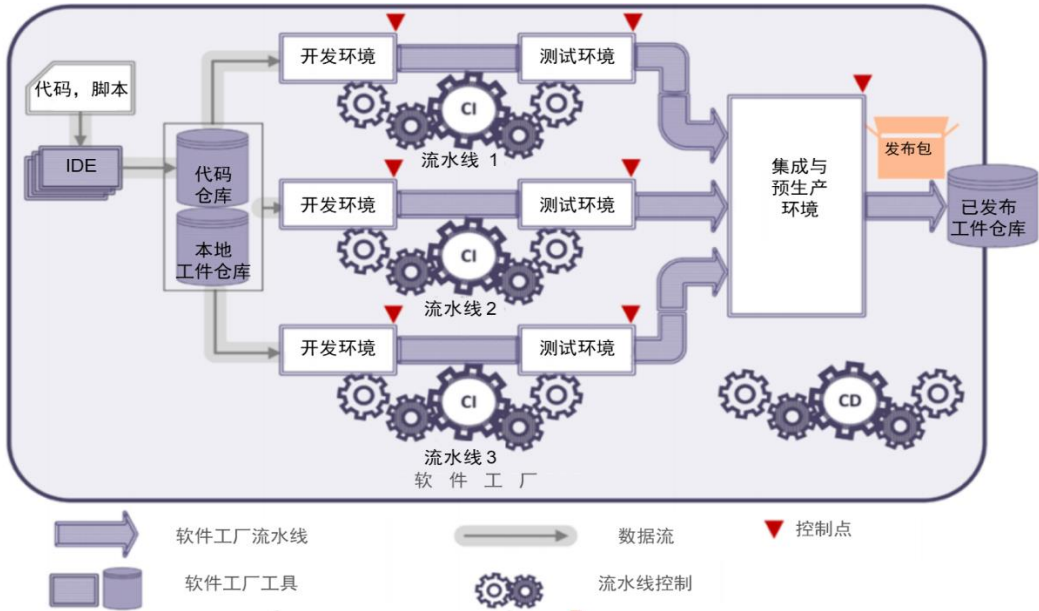 代码，脚本
IDE
代码
仓库
本地
工件仓库
开发环境
测试环境
CI
流水线 1
开发环境
测试环境
CI
流水线 2
开发环境
测试环境
CI
流水线 3
集成与
预生产
环境
发布包
已发布
工件仓库
CD
软 件 工 厂
软件工厂流水线
数据流
控制点
软件工厂工具
流水线控制